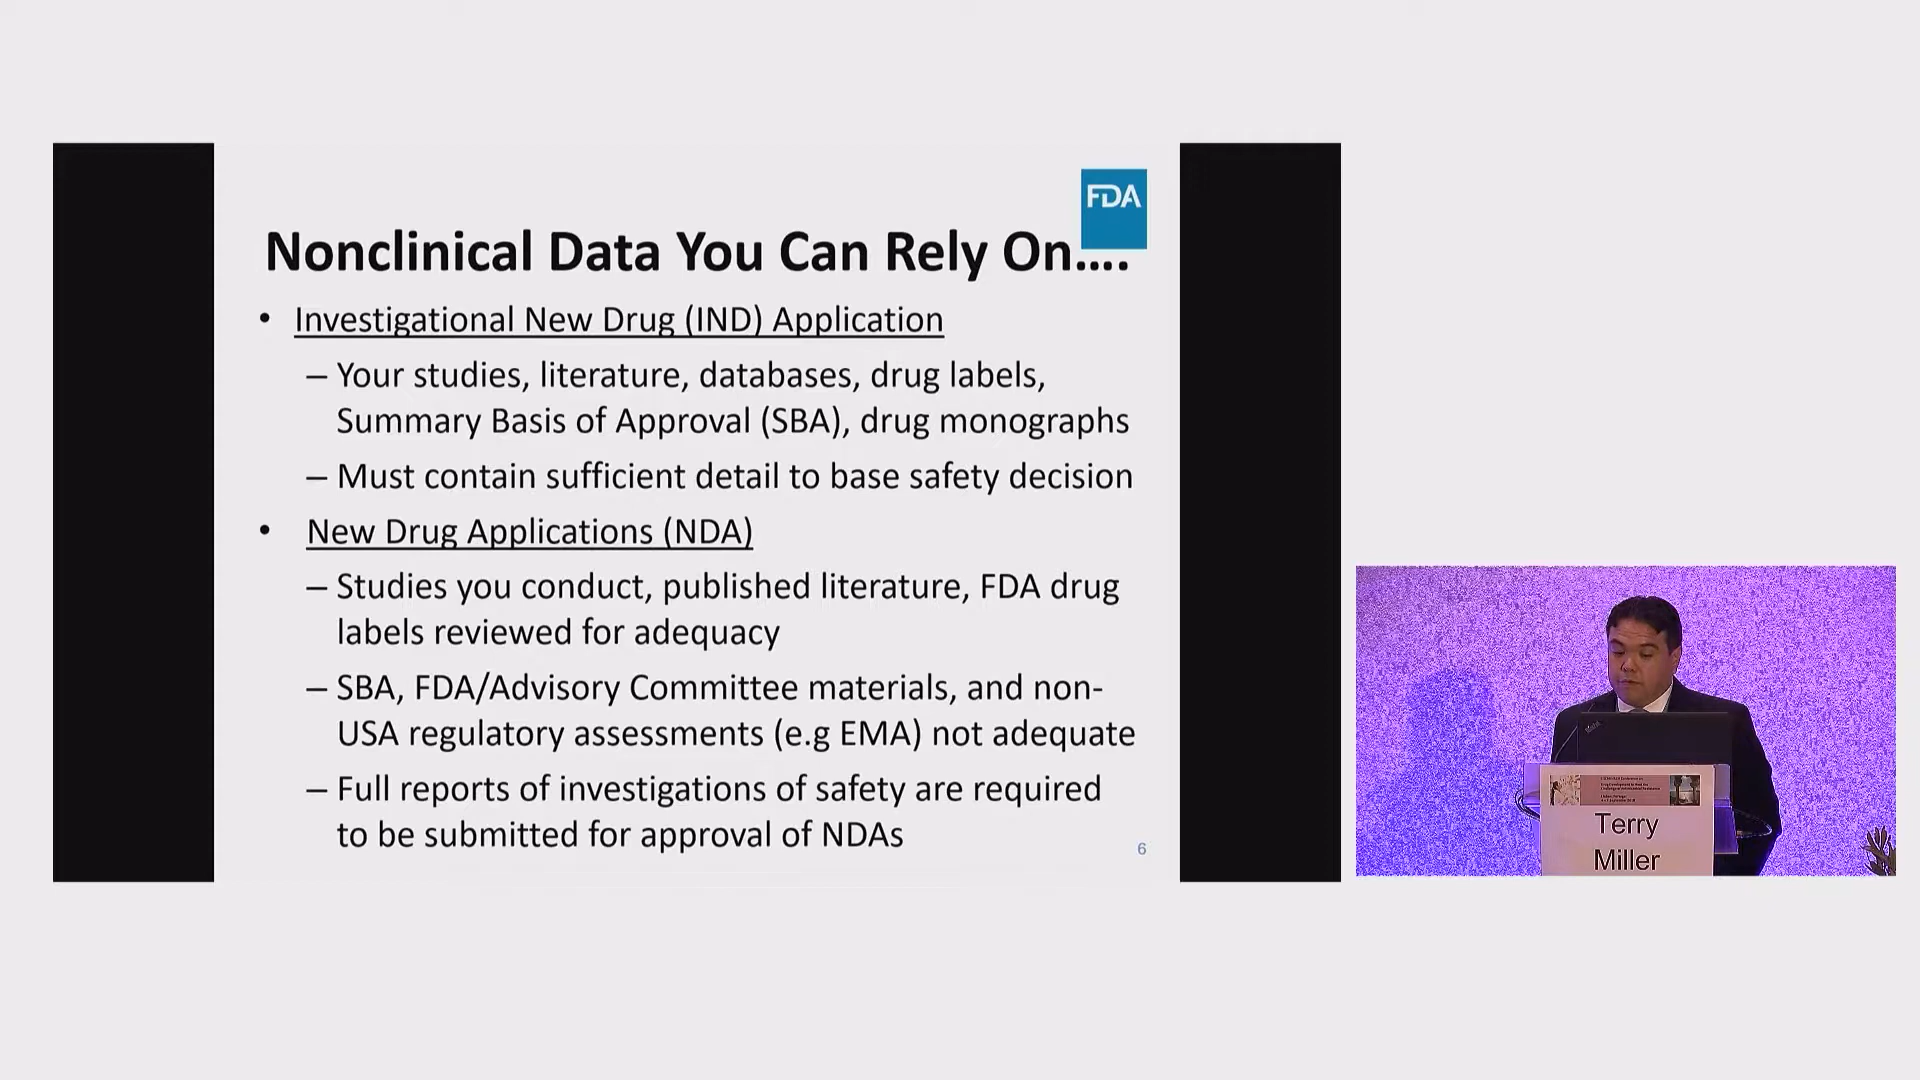 FDA
Nonclinical Data You Can Rely On....
• Investigational New Drug (IND) Application
– Your studies, literature, databases, drug labels,
Summary Basis of Approval (SBA), drug monographs
– Must contain sufficient detail to base safety decision
• New Drug Applications (NDA)
– Studies you conduct, published literature, FDA drug
labels reviewed for adequacy
– SBA, FDA/Advisory Committee materials, and non-
USA regulatory assessments (e.g EMA) not adequate
– Full reports of investigations of safety are required
to be submitted for approval of NDAs
6
Terry
Miller